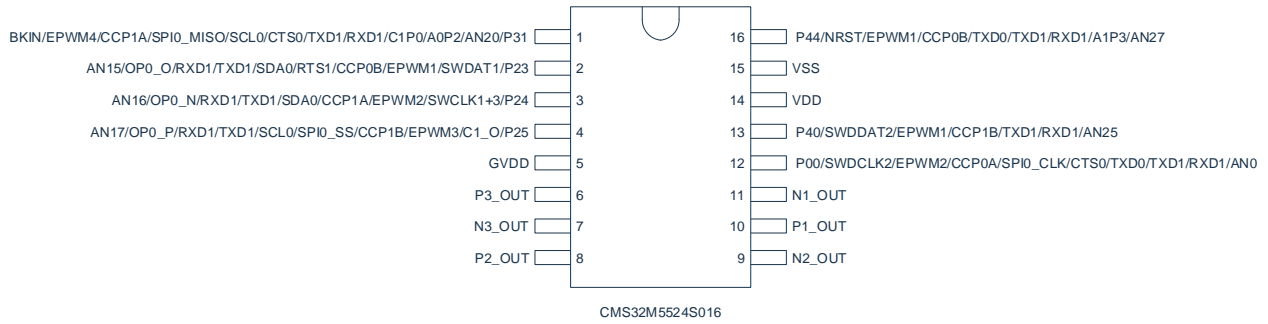 BKIN/EPWM4/CCP1A/SPI0_MISO/SCL0/CTS0/TXD1/RXD1/C1P0/A0P2/AN20/P31 1 16 P44/NRST/EPWM1/CCP0B/TXD0/TXD1/RXD1/A1P3/AN27
AN15/OP0_O/RXD1/TXD1/SDA0/RTS1/CCP0B/EPWM1/SWDAT1/P23 2 15 VSS
AN16/OP0_N/RXD1/TXD1/SDA0/CCP1A/EPWM2/SWCLK1+3/P24 3 14 VDD
AN17/OP0_P/RXD1/TXD1/SCL0/SPI0_SS/CCP1B/EPWM3/C1_O/P25 4 13 P40/SWDDAT2/EPWM1/CCP1B/TXD1/RXD1/AN25
GVDD 5 12 P00/SWDCLK2/EPWM2/CCP0A/SPI0_CLK/CTS0/TXD0/TXD1/RXD1/AN0
P3_OUT 6 11 N1_OUT
N3_OUT 7 10 P1_OUT
P2_OUT 8 9 N2_OUT
CMS32M5524S016